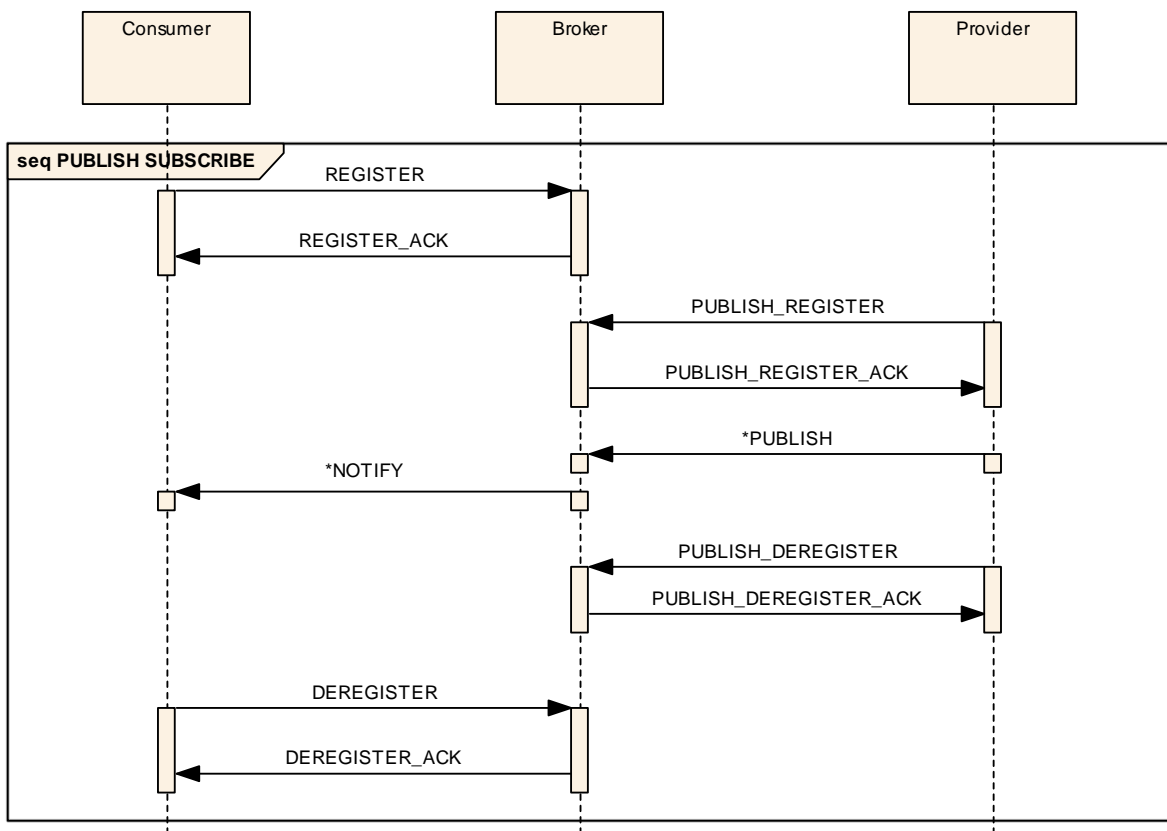 Consumer
Broker
Provider
seq PUBLISH SUBSCRIBE
REGISTER
REGISTER_ACK
PUBLISH_REGISTER
PUBLISH_REGISTER_ACK
*PUBLISH
*NOTIFY
PUBLISH_DEREGISTER
PUBLISH_DEREGISTER_ACK
DEREGISTER
DEREGISTER_ACK